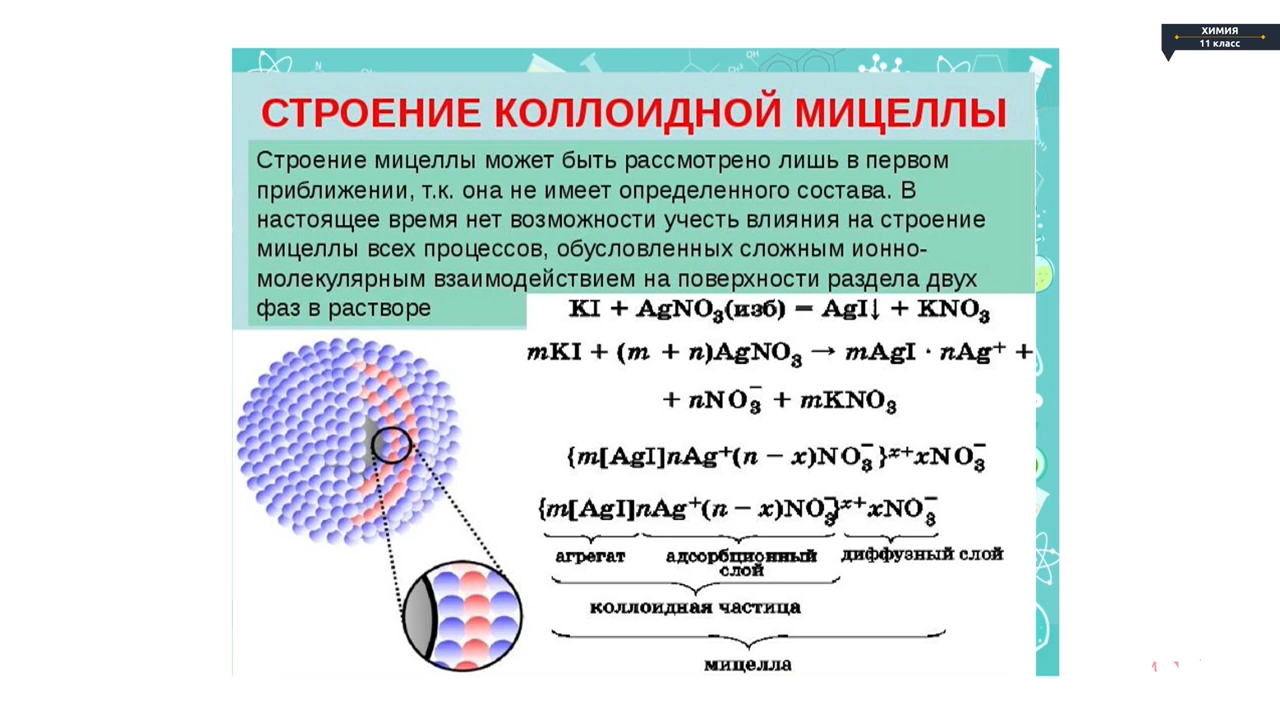 ХИМИЯ
11 класс
СТРОЕНИЕ КОЛЛОИДНОЙ МИЦЕЛЛЫ
Строение мицеллы может быть рассмотрено лишь в первом
приближении, т.к. она не имеет определенного состава. В
настоящее время нет возможности учесть влияния на строение
мицеллы всех процессов, обусловленных сложным ионно-
молекулярным взаимодействием на поверхности раздела двух
фаз в растворе
KI + AgNO₃(изб) = AgI↓ + KNO₃
mKI + (m + n)AgNO₃ → mAgI · nAg⁺ +
+ nNO₃⁻ + mKNO₃
{m[AgI]nAg⁺(n − x)NO₃⁻}ˣ⁺xNO₃⁻
{m[AgI]nAg⁺(n − x)NO₃⁻}ˣ⁺xNO₃⁻
агрегат адсорбционный слой диффузный слой
коллоидная частица
мицелла